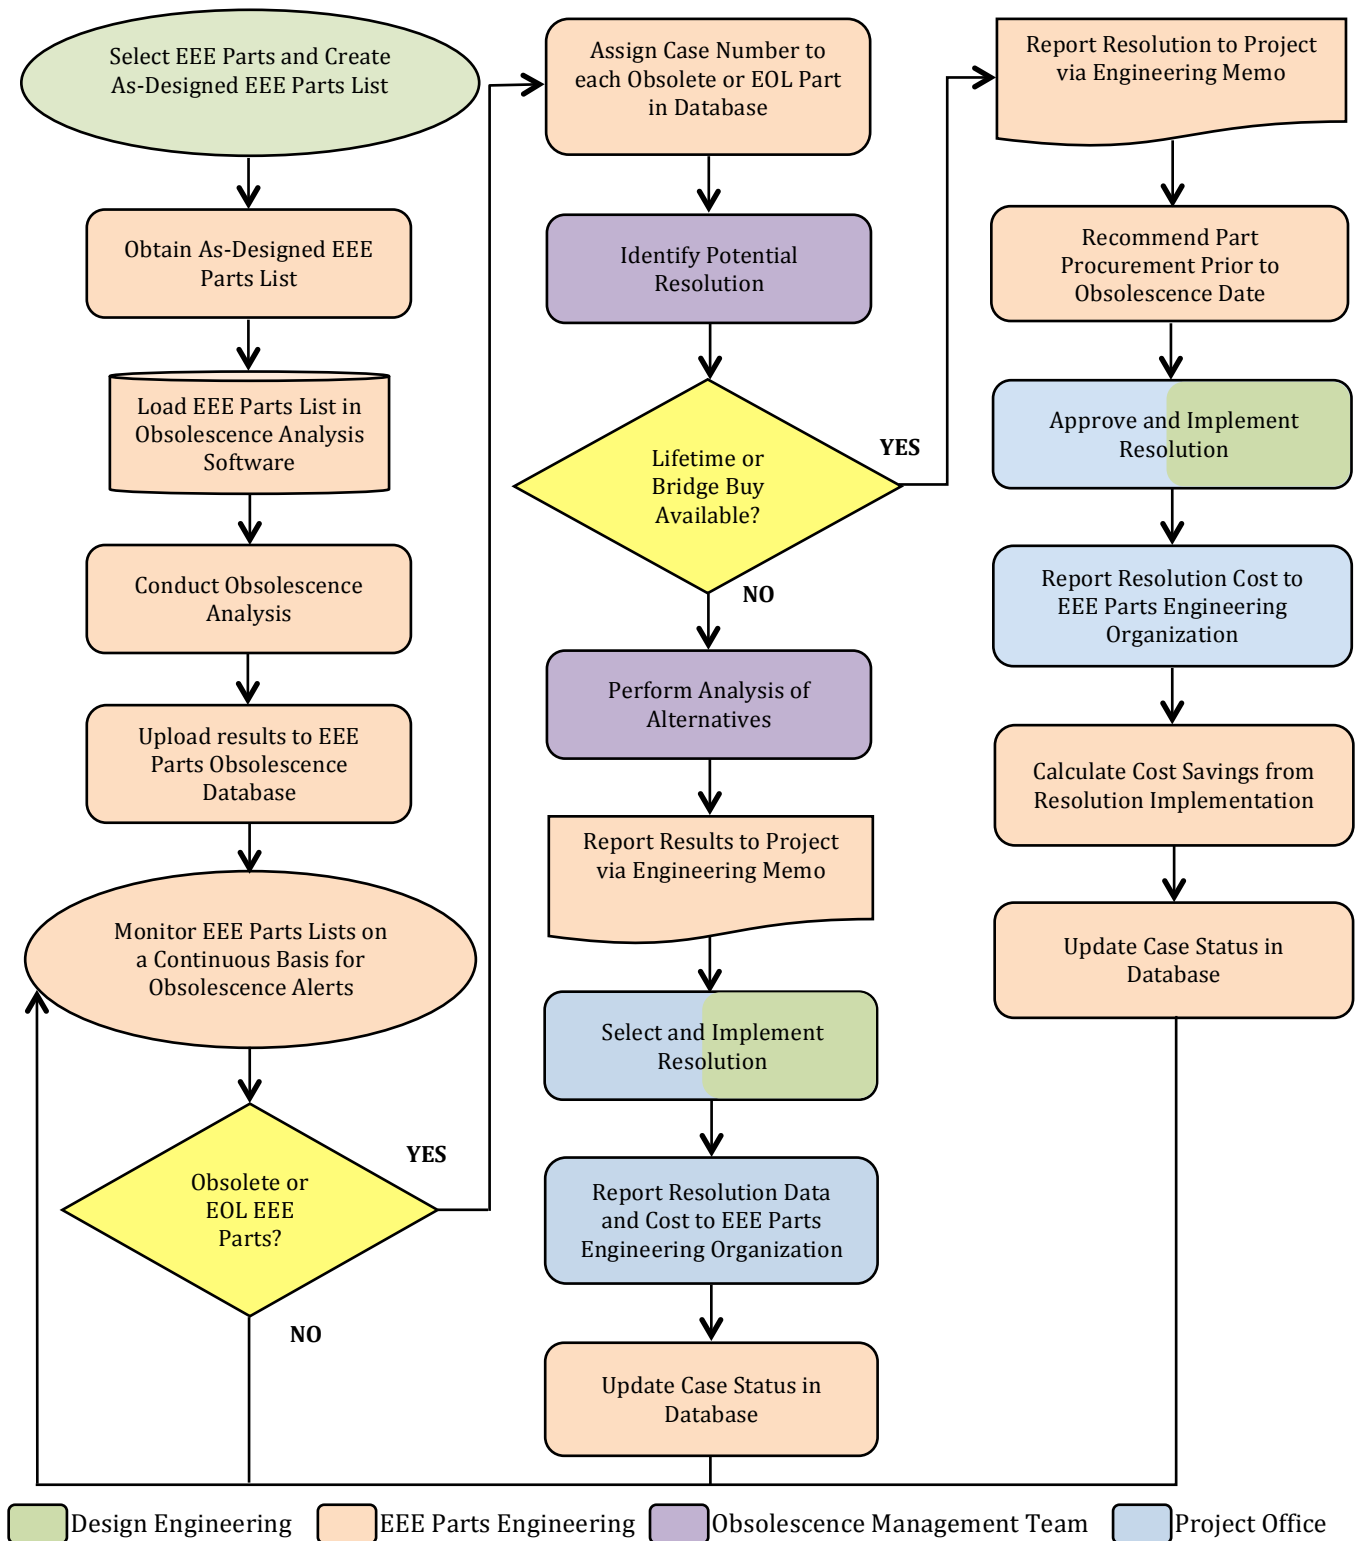 Select EEE Parts and Create
As-Designed EEE Parts List
Obtain As-Designed EEE
Parts List
Load EEE Parts List in
Obsolescence Analysis
Software
Conduct Obsolescence
Analysis
Upload results to EEE
Parts Obsolescence
Database
Monitor EEE Parts Lists on
a Continuous Basis for
Obsolescence Alerts
Obsolete or
EOL EEE
Parts?
YES
NO
Assign Case Number to
each Obsolete or EOL Part
in Database
Identify Potential
Resolution
Lifetime or
Bridge Buy
Available?
YES
NO
Perform Analysis of
Alternatives
Report Results to Project
via Engineering Memo
Select and Implement
Resolution
Report Resolution Data
and Cost to EEE Parts
Engineering Organization
Update Case Status in
Database
Report Resolution to Project
via Engineering Memo
Recommend Part
Procurement Prior to
Obsolescence Date
Approve and Implement
Resolution
Report Resolution Cost to
EEE Parts Engineering
Organization
Calculate Cost Savings from
Resolution Implementation
Update Case Status in
Database
Design Engineering
EEE Parts Engineering
Obsolescence Management Team
Project Office